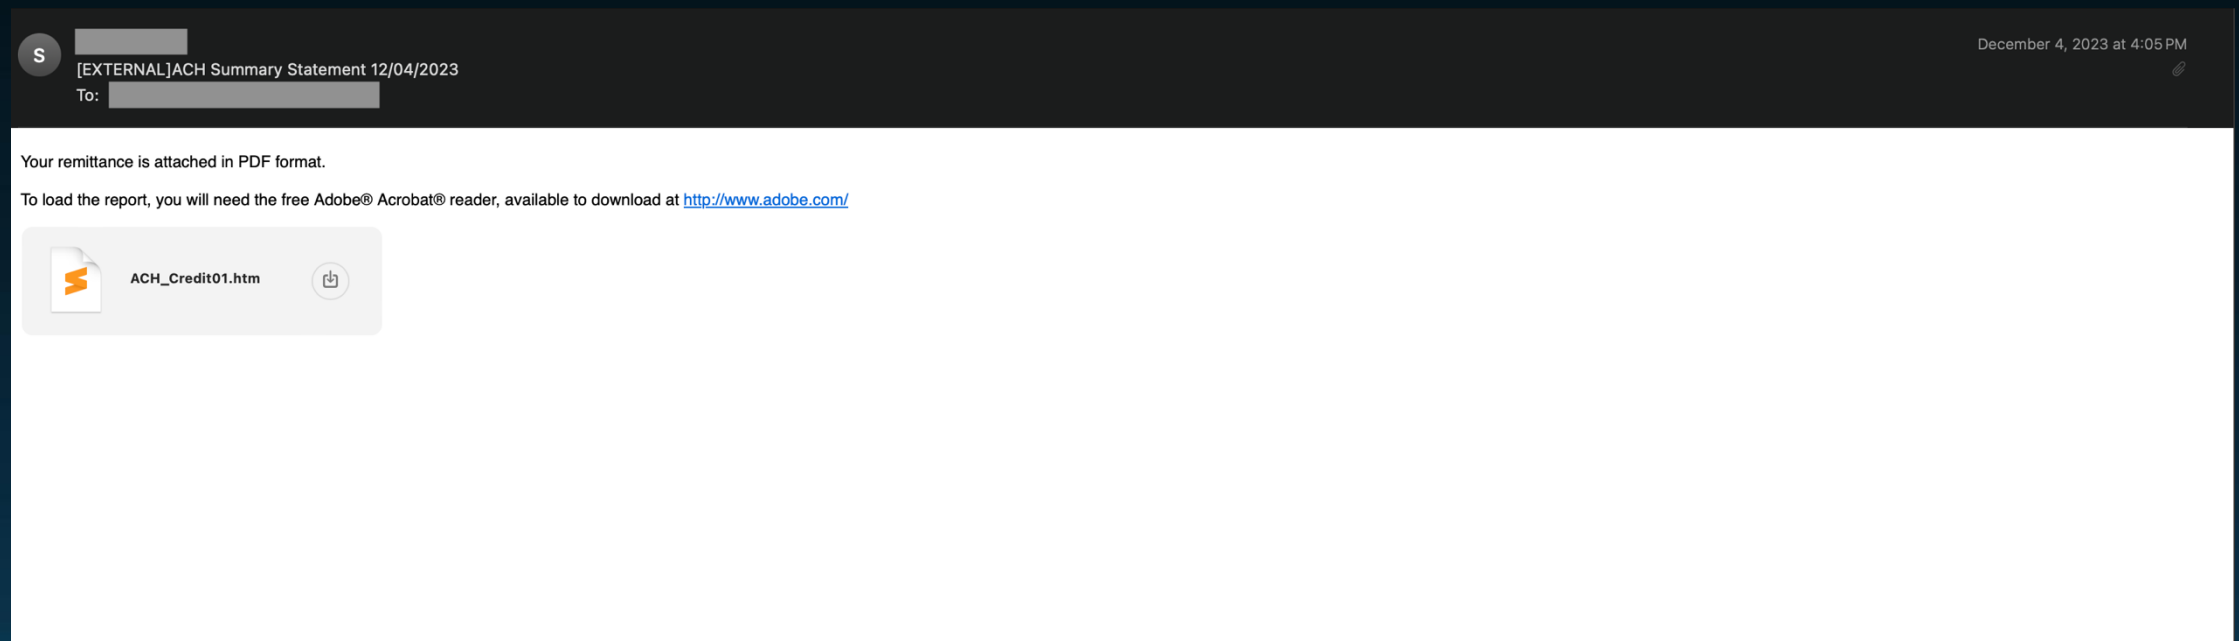 S
December 4, 2023 at 4:05 PM
[EXTERNAL]ACH Summary Statement 12/04/2023
To:
Your remittance is attached in PDF format.
To load the report, you will need the free Adobe® Acrobat® reader, available to download at http://www.adobe.com/
ACH_Credit01.htm